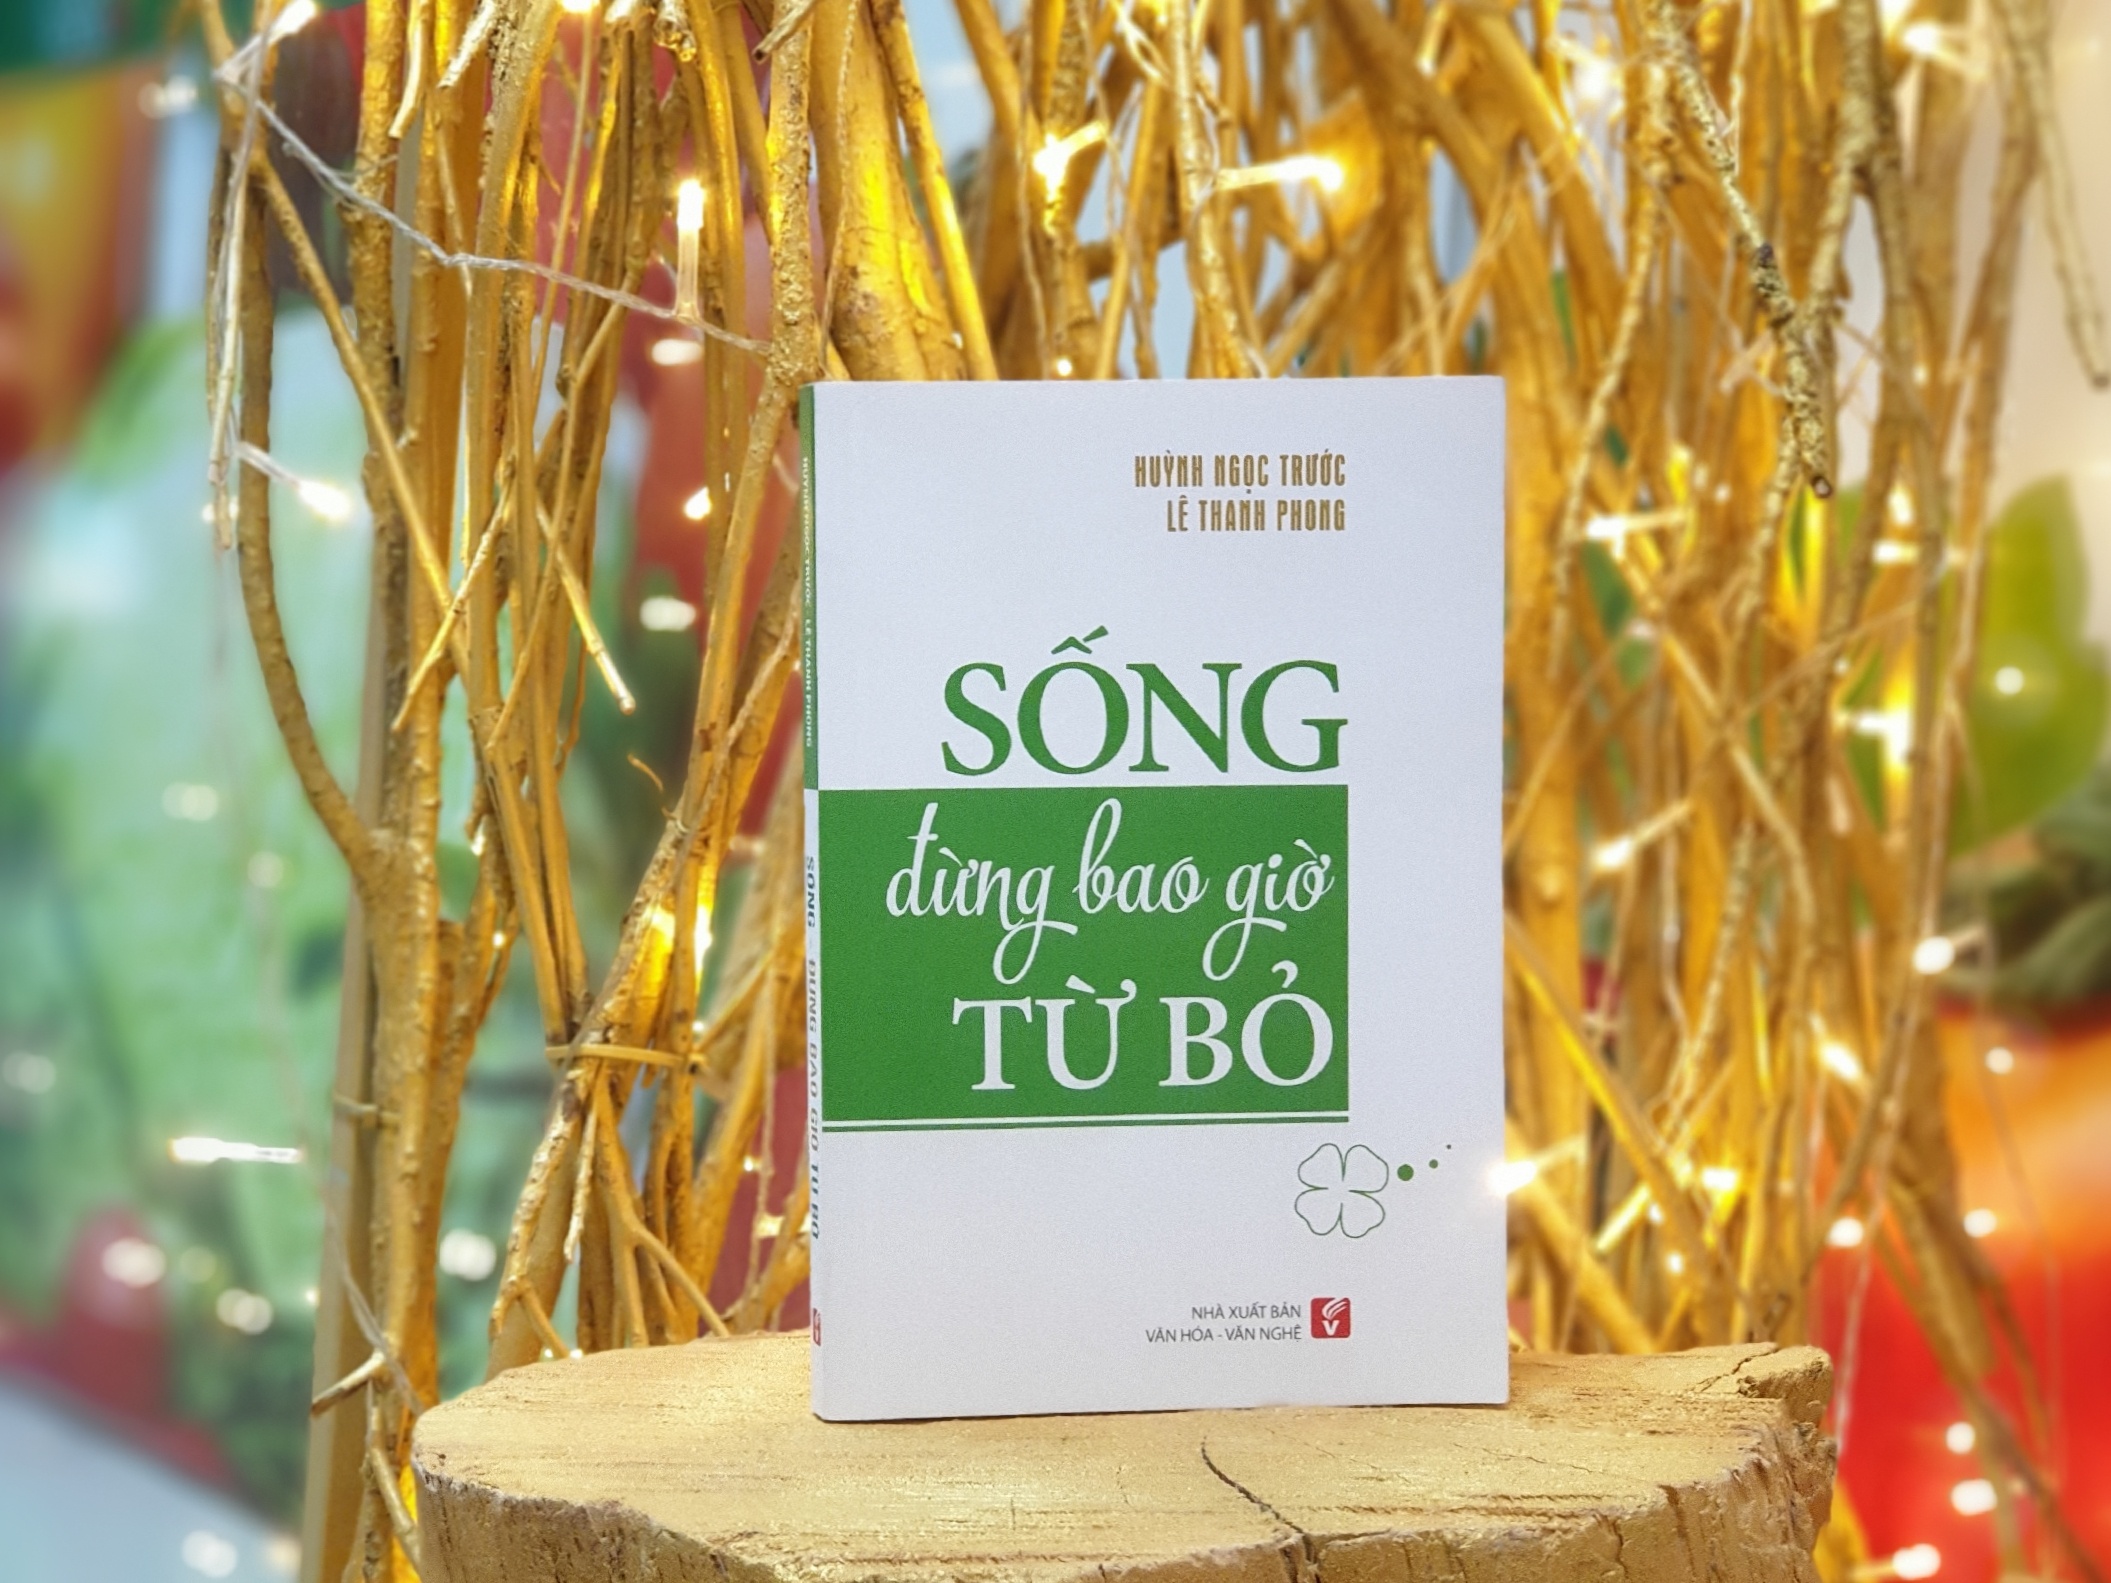 HUỲNH NGỌC TRƯỚC
LÊ THANH PHONG
SỐNG
đừng bao giờ
TỪ BỎ
NHÀ XUẤT BẢN
VĂN HÓA - VĂN NGHỆ
V
HUỲNH NGỌC TRƯỚC - LÊ THANH PHONG
SỐNG - ĐỪNG BAO GIỜ TỪ BỎ